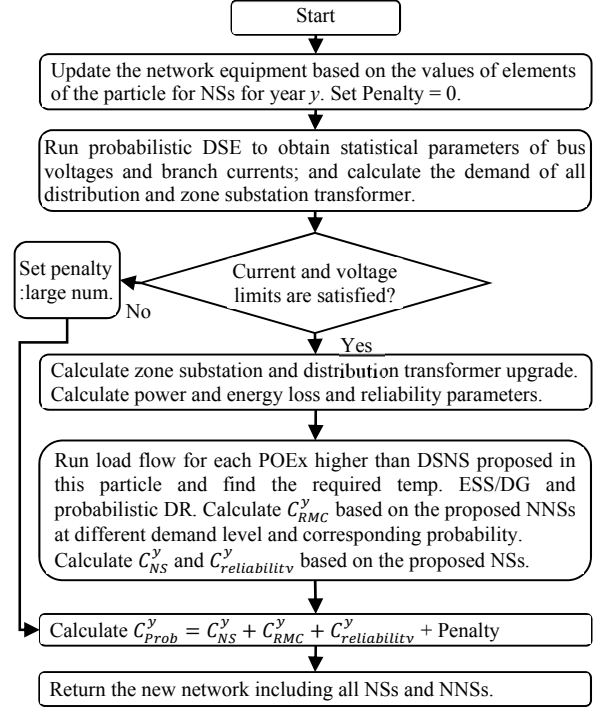 Start
Update the network equipment based on the values of elements
of the particle for NSs for year y. Set Penalty = 0.
Run probabilistic DSE to obtain statistical parameters of bus
voltages and branch currents; and calculate the demand of all
distribution and zone substation transformer.
Set penalty
:large num.
Current and voltage
limits are satisfied?
No
Yes
Calculate zone substation and distribution transformer upgrade.
Calculate power and energy loss and reliability parameters.
Run load flow for each POEx higher than DSNS proposed in
this particle and find the required temp. ESS/DG and
probabilistic DR. Calculate C^y_RMC based on the proposed NNSs
at different demand level and corresponding probability.
Calculate C^y_NS and C^y_reliability based on the proposed NSs.
Calculate C^y_Prob = C^y_NS + C^y_RMC + C^y_reliability + Penalty
Return the new network including all NSs and NNSs.